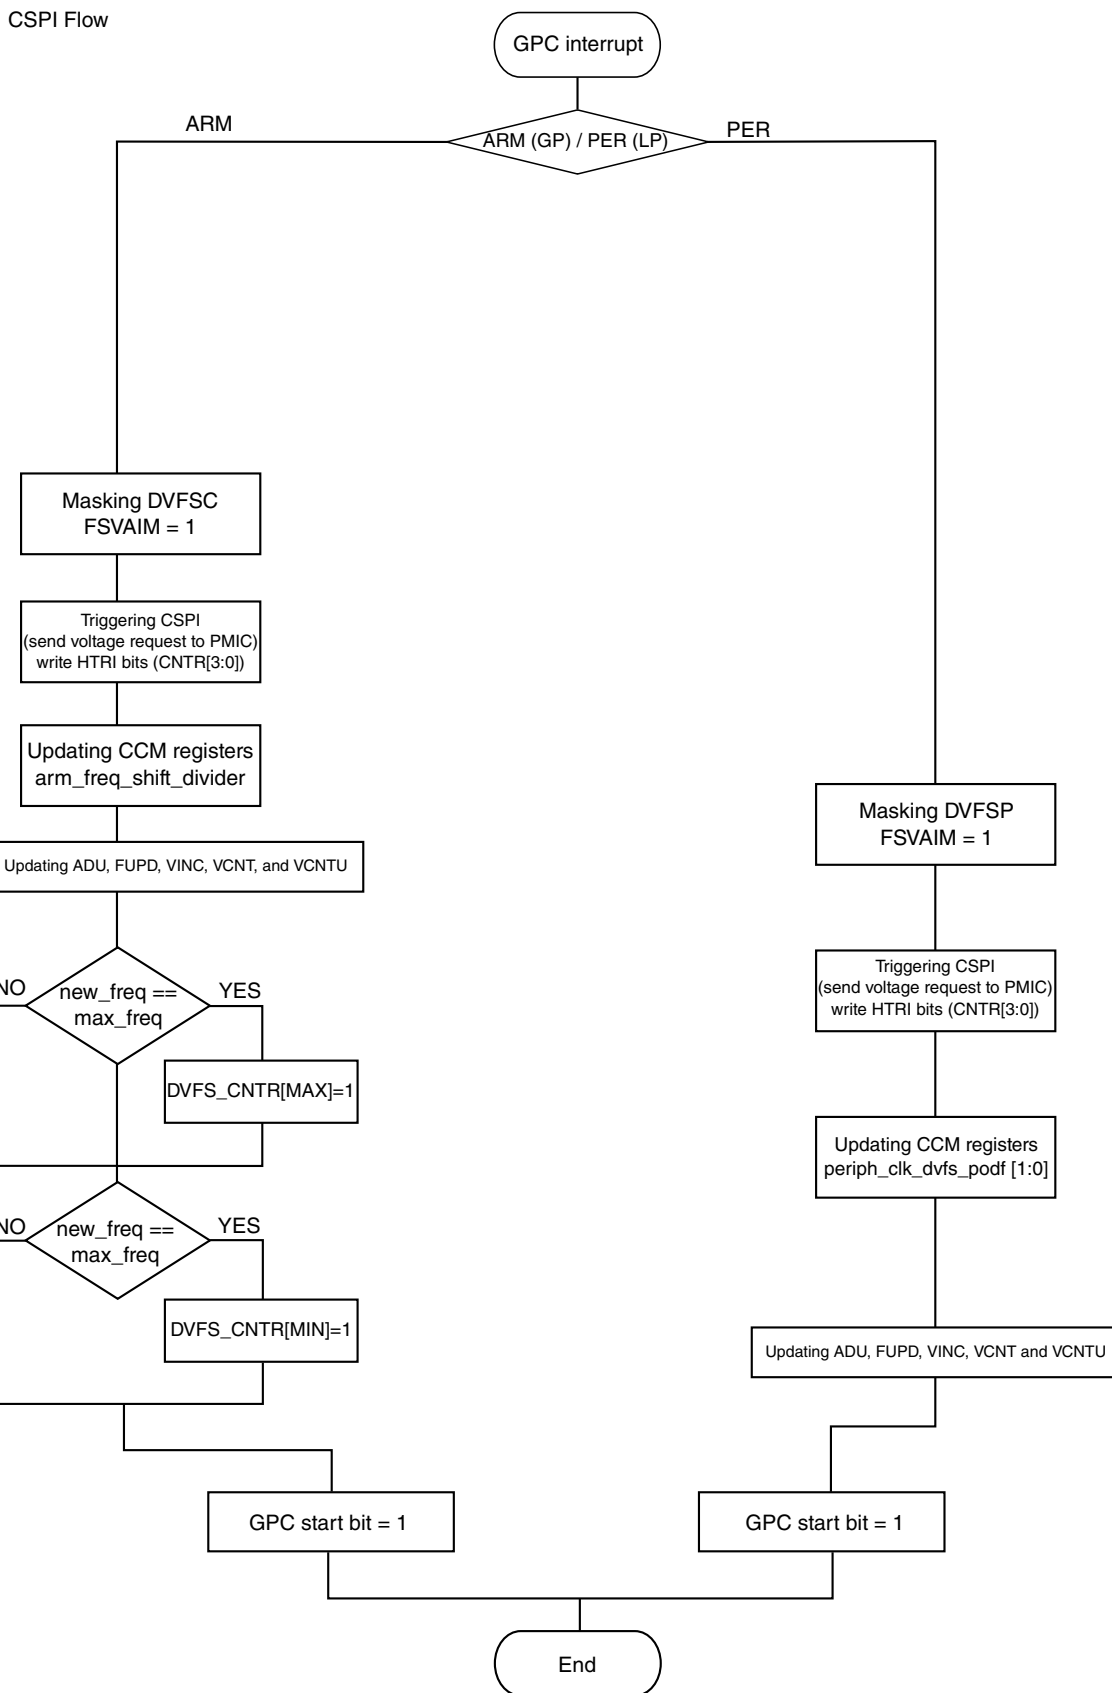 CSPI Flow
GPC interrupt
ARM
ARM (GP) / PER (LP)
PER
Masking DVFSC
FSVAIM = 1
Triggering CSPI
(send voltage request to PMIC)
write HTRI bits (CNTR[3:0])
Updating CCM registers
arm_freq_shift_divider
Updating ADU, FUPD, VINC, VCNT, and VCNTU
NO
new_freq ==
max_freq
YES
DVFS_CNTR[MAX]=1
NO
new_freq ==
max_freq
YES
DVFS_CNTR[MIN]=1
GPC start bit = 1
Masking DVFSP
FSVAIM = 1
Triggering CSPI
(send voltage request to PMIC)
write HTRI bits (CNTR[3:0])
Updating CCM registers
periph_clk_dvfs_podf [1:0]
Updating ADU, FUPD, VINC, VCNT and VCNTU
GPC start bit = 1
End